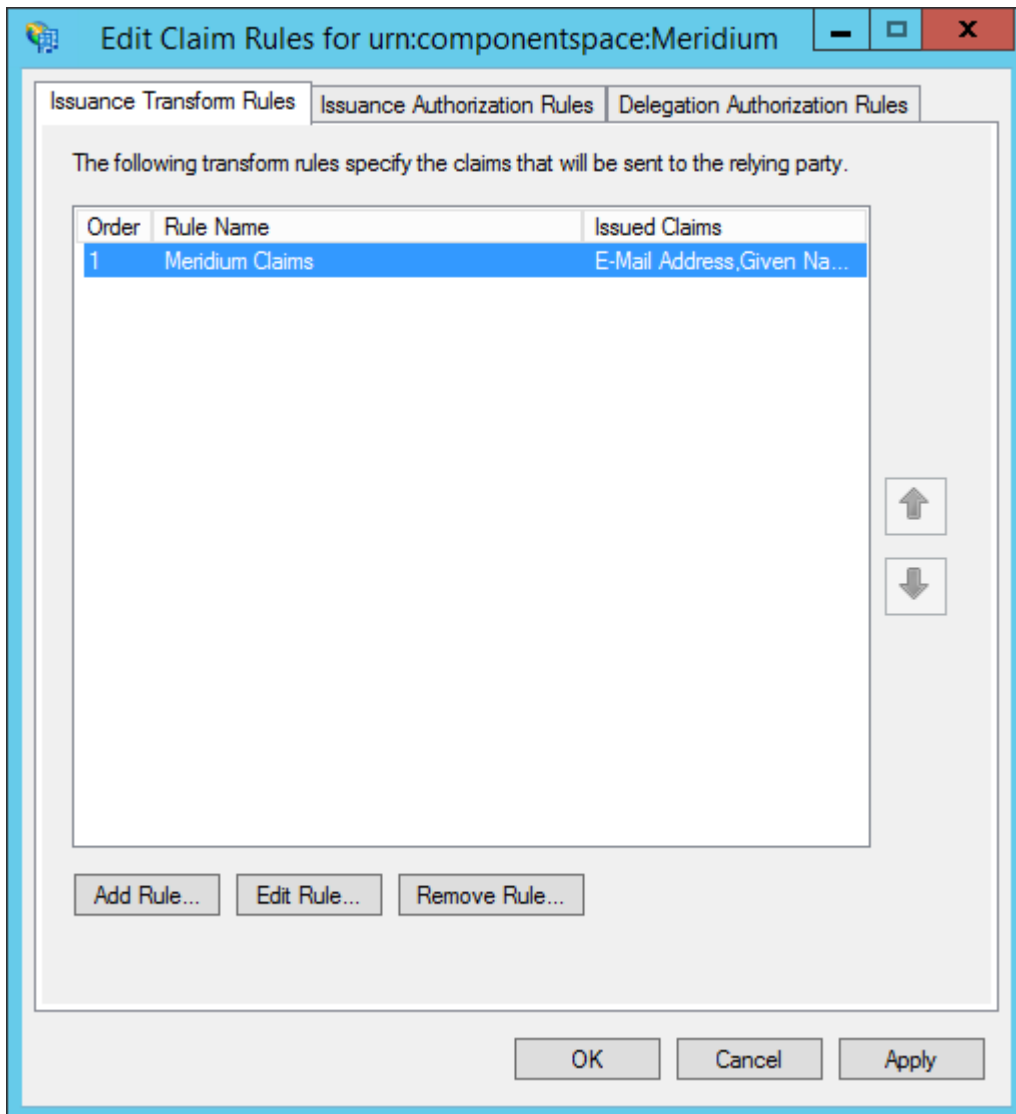 Edit Claim Rules for urn:componentspace:Meridium
Issuance Transform Rules Issuance Authorization Rules Delegation Authorization Rules
The following transform rules specify the claims that will be sent to the relying party.
Order Rule Name Issued Claims
1 Meridium Claims E-Mail Address,Given Na...
Add Rule... Edit Rule... Remove Rule...
OK Cancel Apply